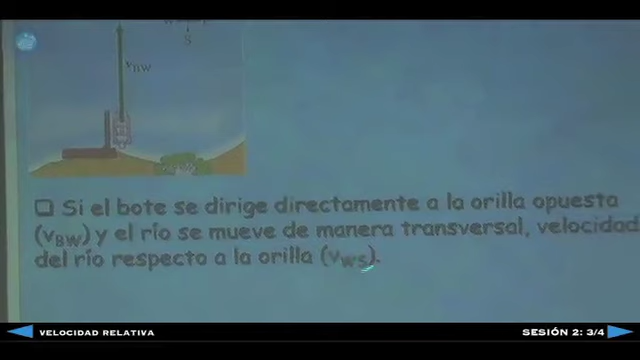 S
vBW
❑ Si el bote se dirige directamente a la orilla opuesta
(vBW) y el río se mueve de manera transversal, velocidad
del río respecto a la orilla (vWS).
VELOCIDAD RELATIVA
SESIÓN 2: 3/4